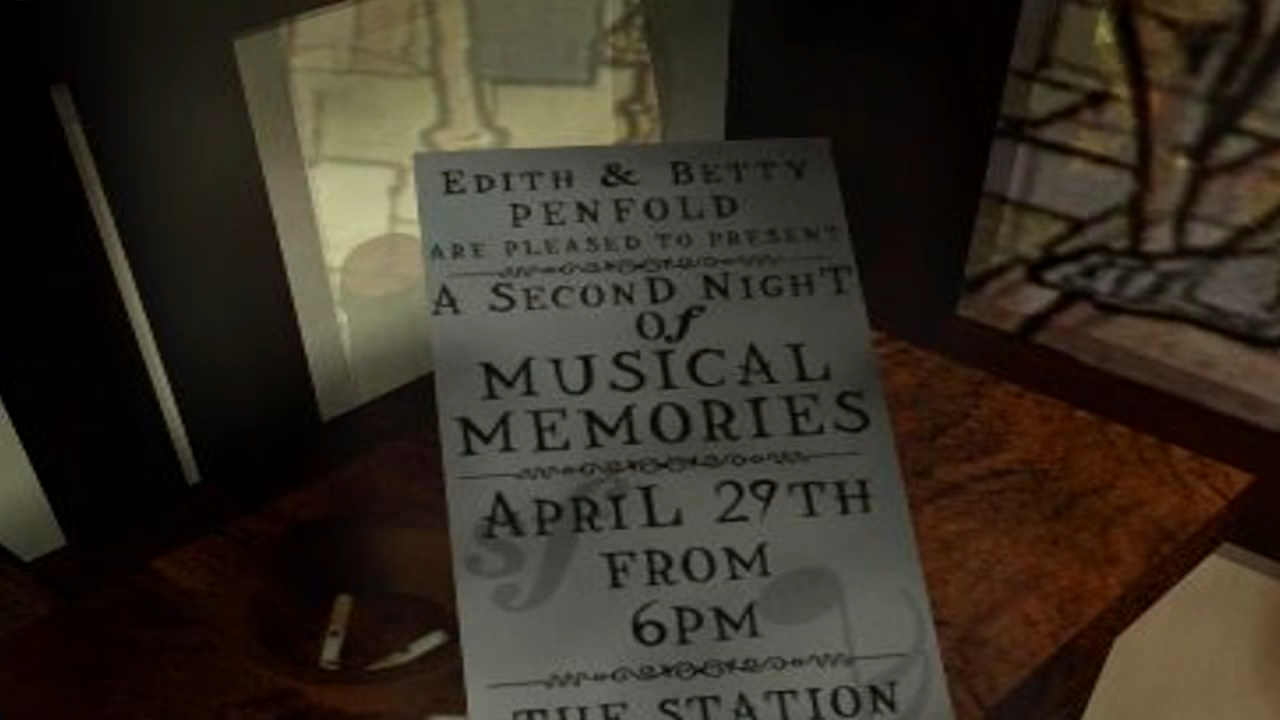 EDITH & BETTY
PENFOLD
ARE PLEASED TO PRESENT
A SECOND NIGHT
Of
MUSICAL
MEMORIES
APRIL 29TH
FROM
6PM
THE STATION